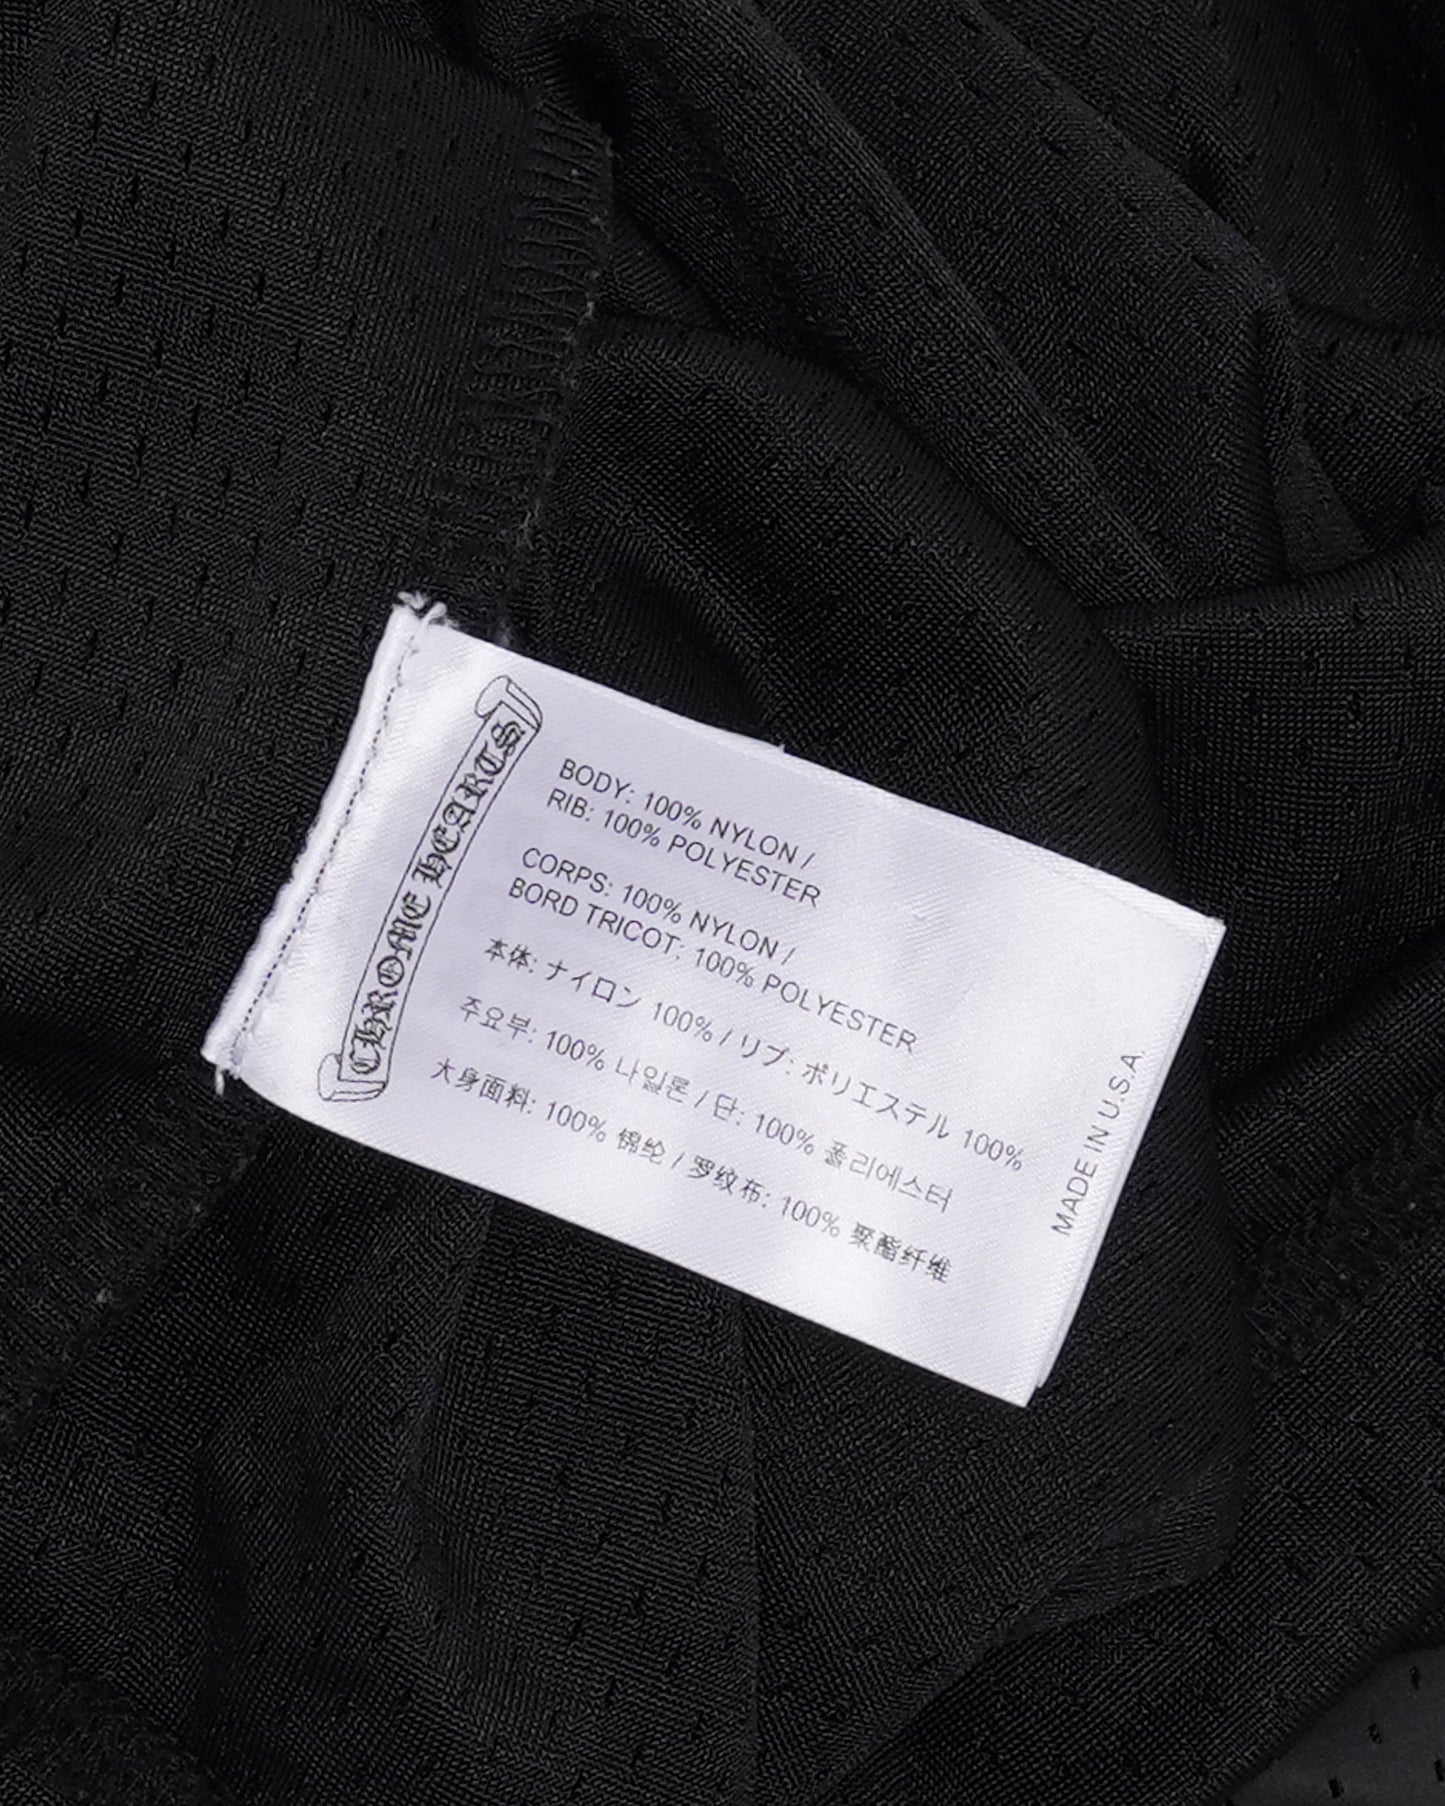 CHROME HEARTS
BODY: 100% NYLON /
RIB: 100% POLYESTER
CORPS: 100% NYLON /
BORD TRICOT: 100% POLYESTER
本体: ナイロン 100% / リブ: ポリエステル 100%
주요부: 100% 나일론 / 단: 100% 폴리에스터
大身面料: 100% 锦纶 / 罗纹布: 100% 聚酯纤维
MADE IN U.S.A.